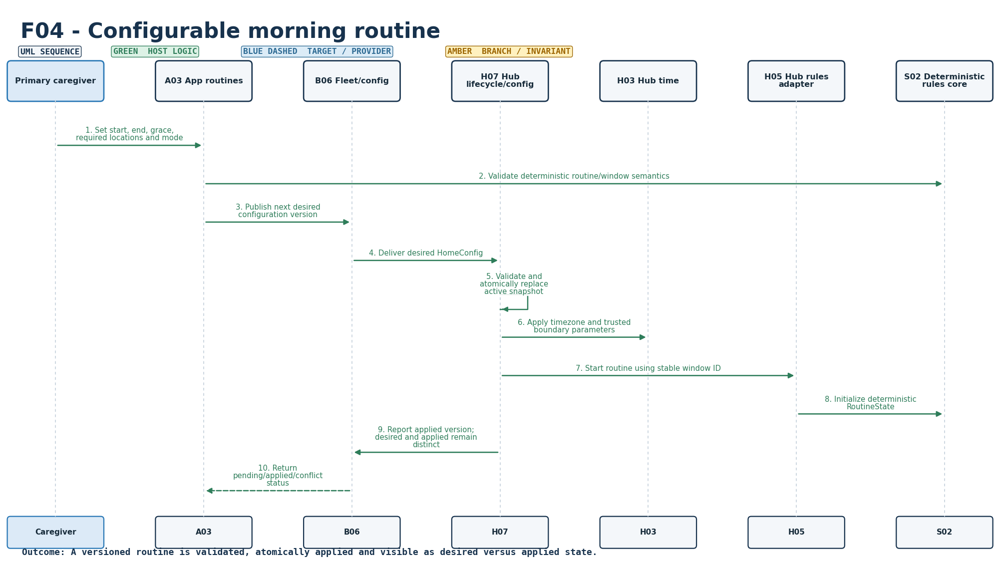 F04 - Configurable morning routine
UML SEQUENCE
GREEN  HOST LOGIC
BLUE DASHED  TARGET / PROVIDER
AMBER  BRANCH / INVARIANT
Primary caregiver
A03 App routines
B06 Fleet/config
H07 Hub
lifecycle/config
H03 Hub time
H05 Hub rules
adapter
S02 Deterministic
rules core
1. Set start, end, grace,
required locations and mode
2. Validate deterministic routine/window semantics
3. Publish next desired
configuration version
4. Deliver desired HomeConfig
5. Validate and
atomically replace
active snapshot
6. Apply timezone and trusted
boundary parameters
7. Start routine using stable window ID
8. Initialize deterministic
RoutineState
9. Report applied version;
desired and applied remain
distinct
10. Return
pending/applied/conflict
status
Caregiver
A03
B06
H07
H03
H05
S02
Outcome: A versioned routine is validated, atomically applied and visible as desired versus applied state.